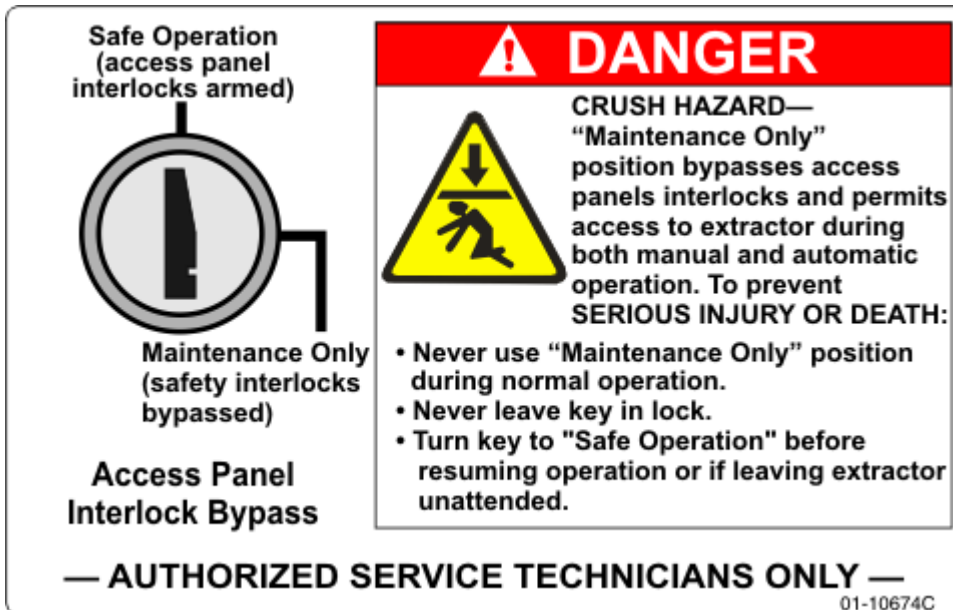 Safe Operation
(access panel
interlocks armed)
Maintenance Only
(safety interlocks
bypassed)
Access Panel
Interlock Bypass
DANGER
CRUSH HAZARD—
“Maintenance Only”
position bypasses access
panels interlocks and permits
access to extractor during
both manual and automatic
operation. To prevent
SERIOUS INJURY OR DEATH:
• Never use “Maintenance Only” position
during normal operation.
• Never leave key in lock.
• Turn key to "Safe Operation" before
resuming operation or if leaving extractor
unattended.
— AUTHORIZED SERVICE TECHNICIANS ONLY —
01-10674C